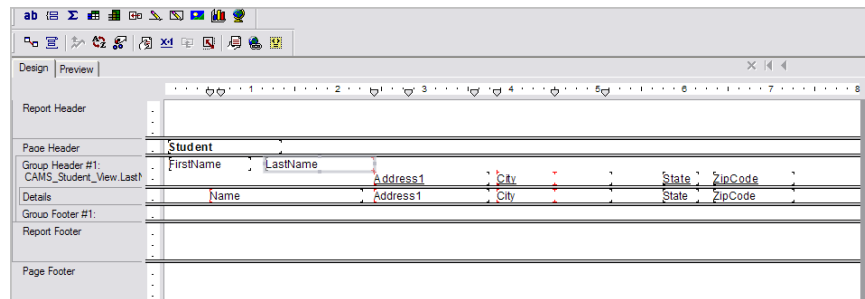 ab Σ
x-1
Design Preview
1 2 3 4 5 6 7 8
Report Header
Page Header Student
Group Header #1: FirstName LastName
CAMS_Student_View.LastN Address1 City State ZipCode
Details Name Address1 City State ZipCode
Group Footer #1:
Report Footer
Page Footer